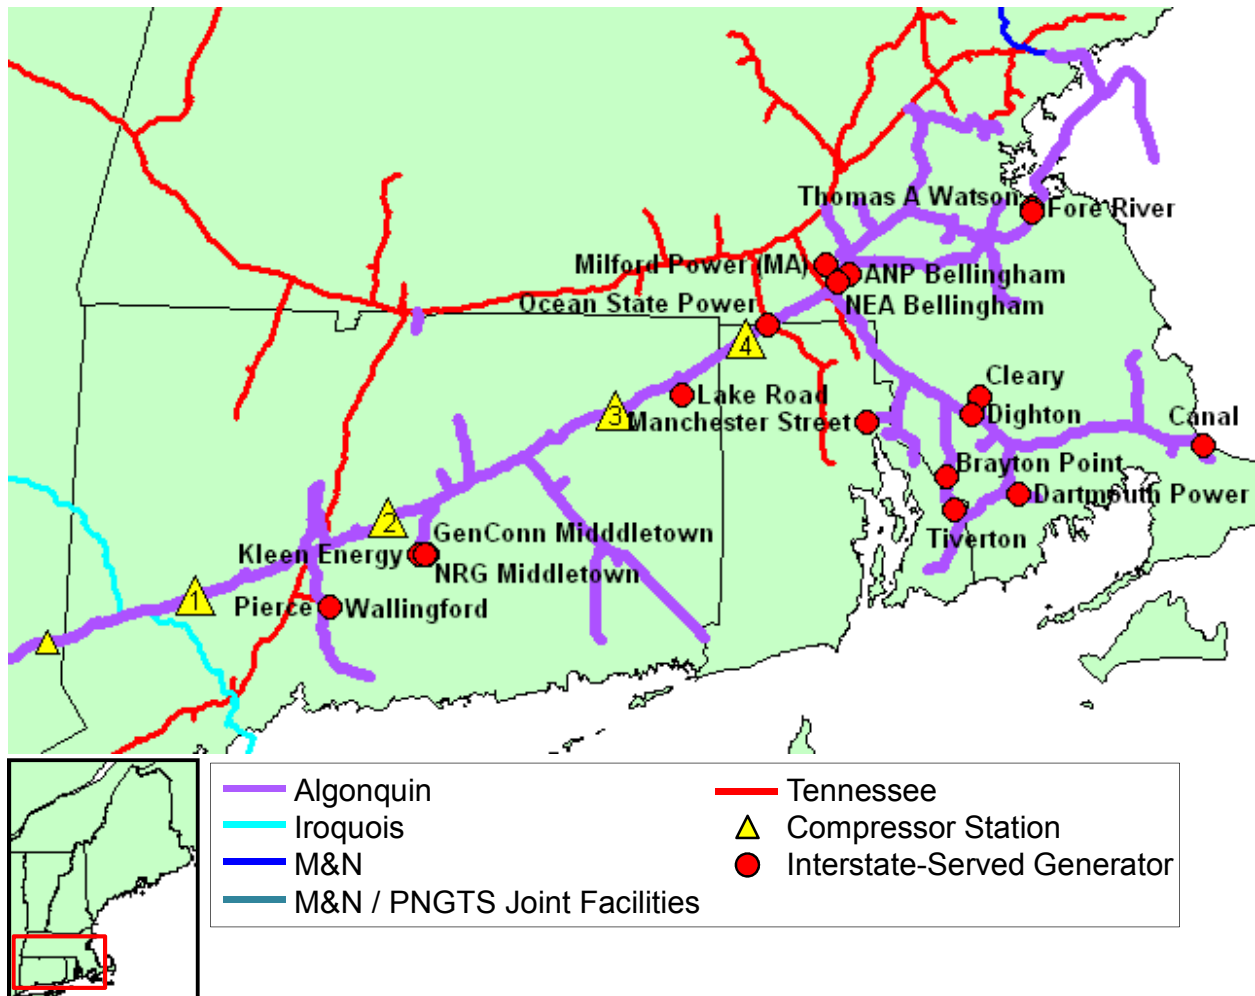 Thomas A Watson
Fore River
Milford Power (MA)
ANP Bellingham
Ocean State Power
NEA Bellingham
4
Cleary
Lake Road
3
Manchester Street
Dighton
Canal
Brayton Point
Dartmouth Power
2
GenConn Midddletown
Tiverton
Kleen Energy
NRG Middletown
1
Pierce
Wallingford
Algonquin
Tennessee
Iroquois
Compressor Station
M&N
Interstate-Served Generator
M&N / PNGTS Joint Facilities